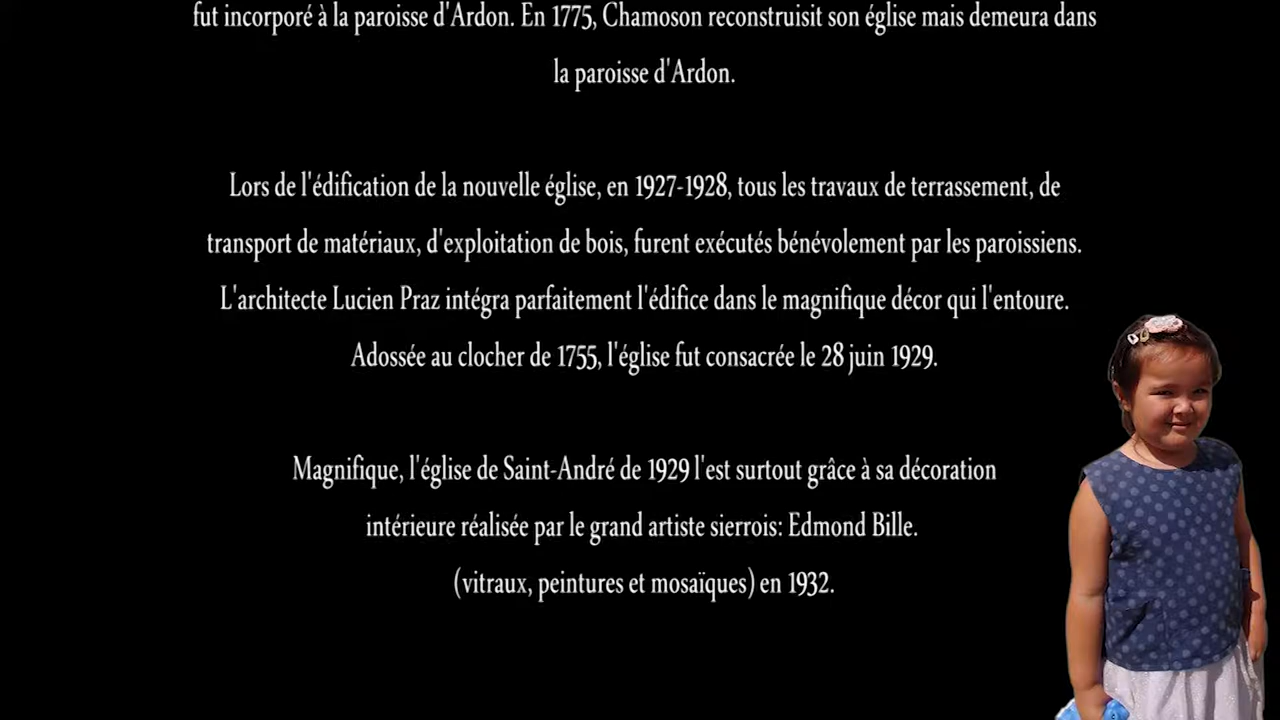 fut incorporé à la paroisse d'Ardon. En 1775, Chamoson reconstruisit son église mais demeura dans
la paroisse d'Ardon.
Lors de l'édification de la nouvelle église, en 1927-1928, tous les travaux de terrassement, de
transport de matériaux, d'exploitation de bois, furent exécutés bénévolement par les paroissiens.
L'architecte Lucien Praz intégra parfaitement l'édifice dans le magnifique décor qui l'entoure.
Adossée au clocher de 1755, l'église fut consacrée le 28 juin 1929.
Magnifique, l'église de Saint-André de 1929 l'est surtout grâce à sa décoration
intérieure réalisée par le grand artiste sierrois: Edmond Bille.
(vitraux, peintures et mosaïques) en 1932.